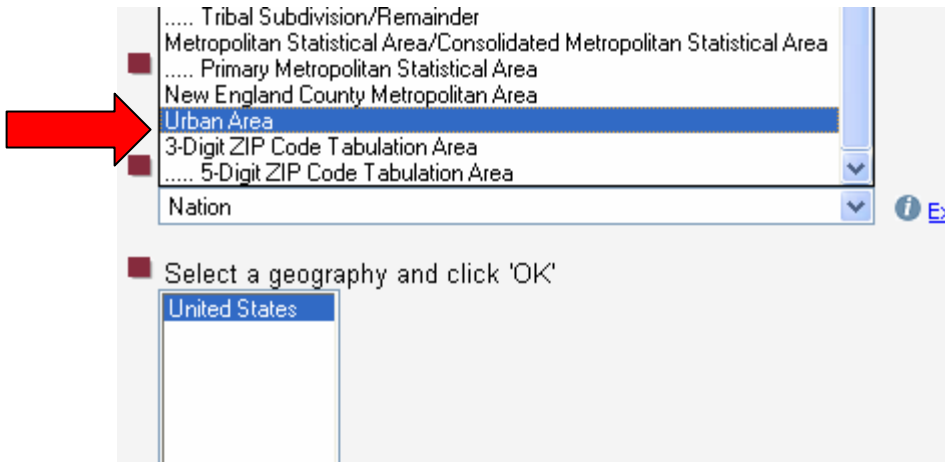 ..... Tribal Subdivision/Remainder
Metropolitan Statistical Area/Consolidated Metropolitan Statistical Area
..... Primary Metropolitan Statistical Area
New England County Metropolitan Area
Urban Area
3-Digit ZIP Code Tabulation Area
..... 5-Digit ZIP Code Tabulation Area
Nation
Select a geography and click 'OK'
United States